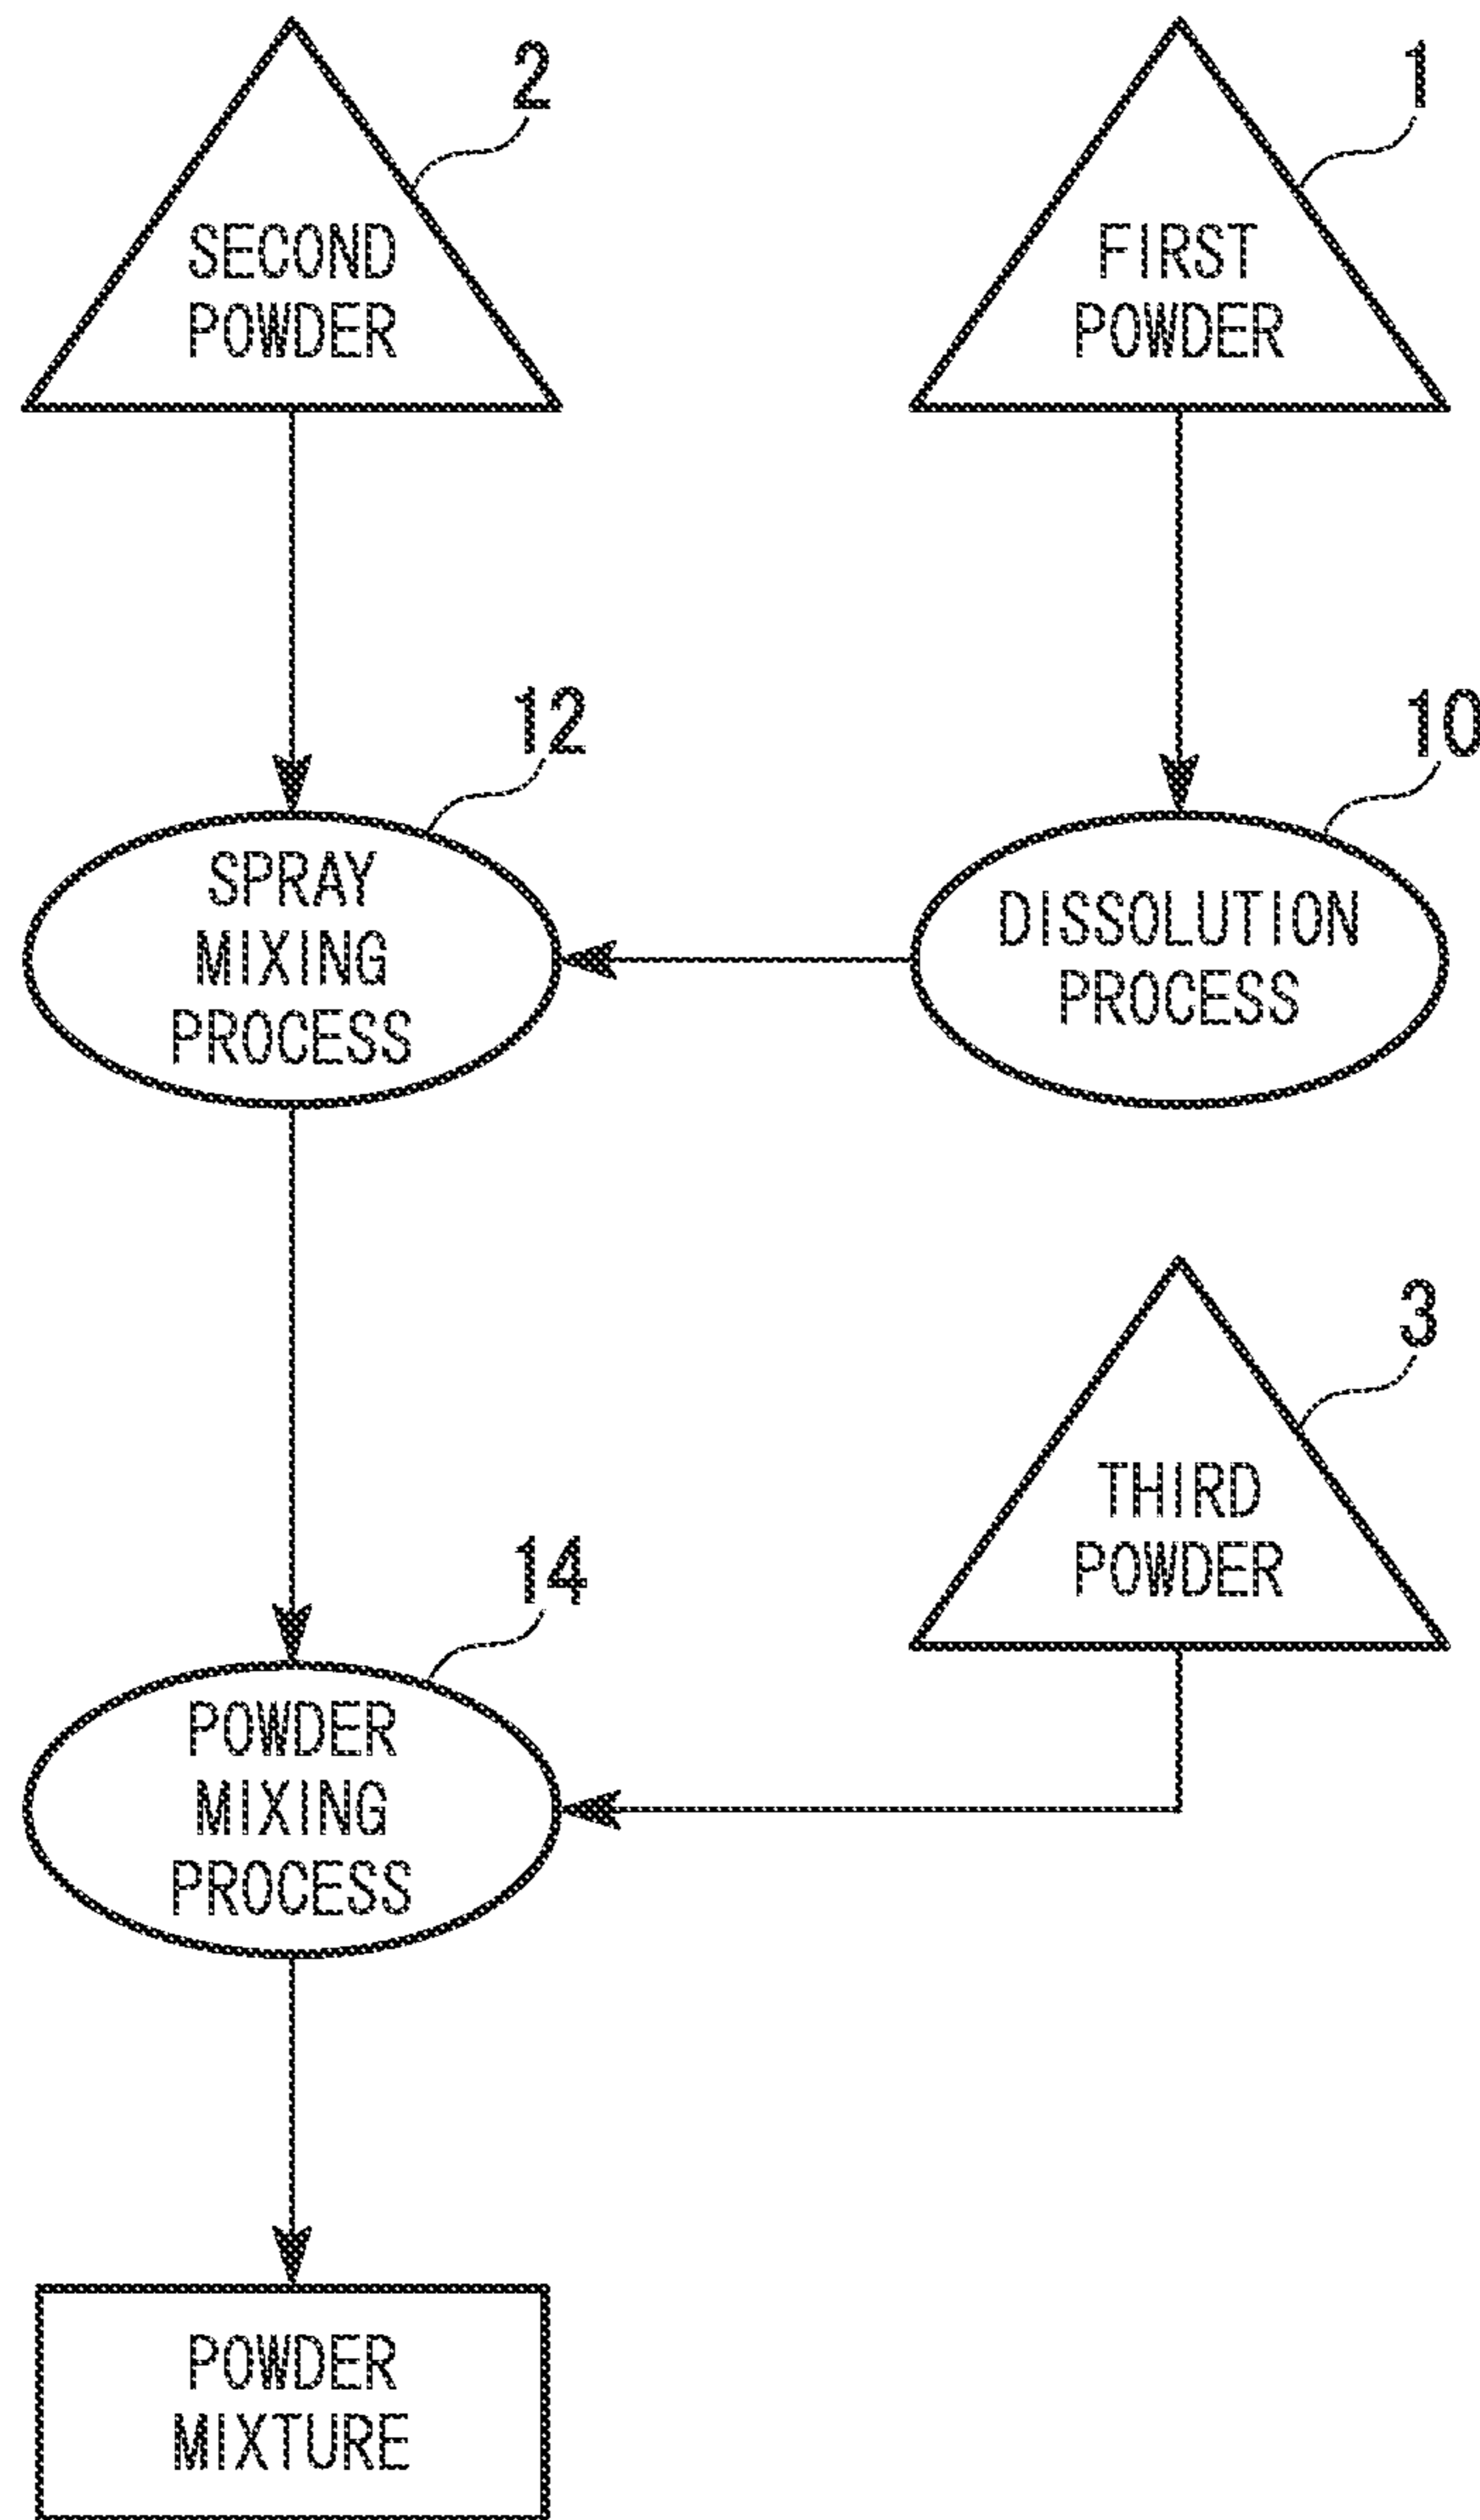 2
1
SECOND
POWDER
FIRST
POWDER
12
10
SPRAY
MIXING
PROCESS
DISSOLUTION
PROCESS
3
THIRD
POWDER
14
POWDER
MIXING
PROCESS
POWDER
MIXTURE